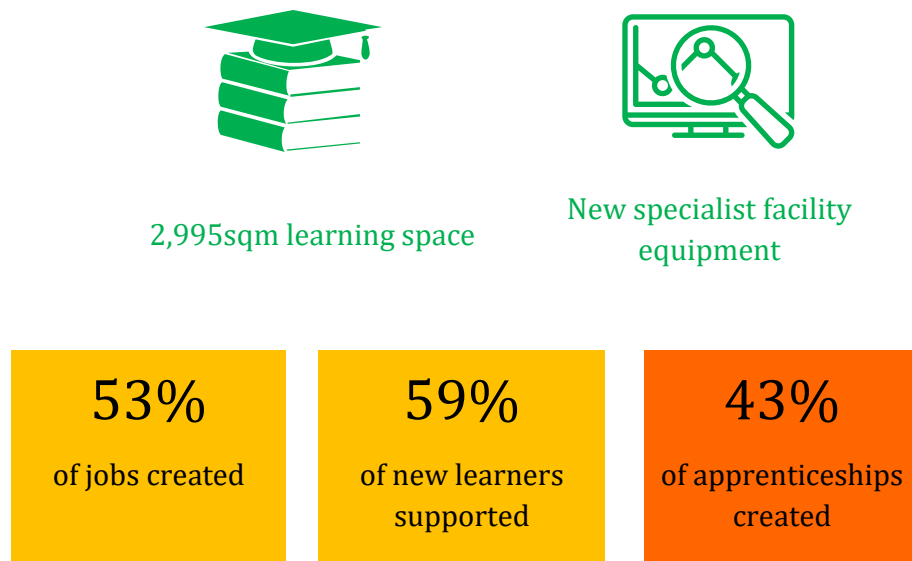 2,995sqm learning space
New specialist facility
equipment
53%
of jobs created
59%
of new learners
supported
43%
of apprenticeships
created